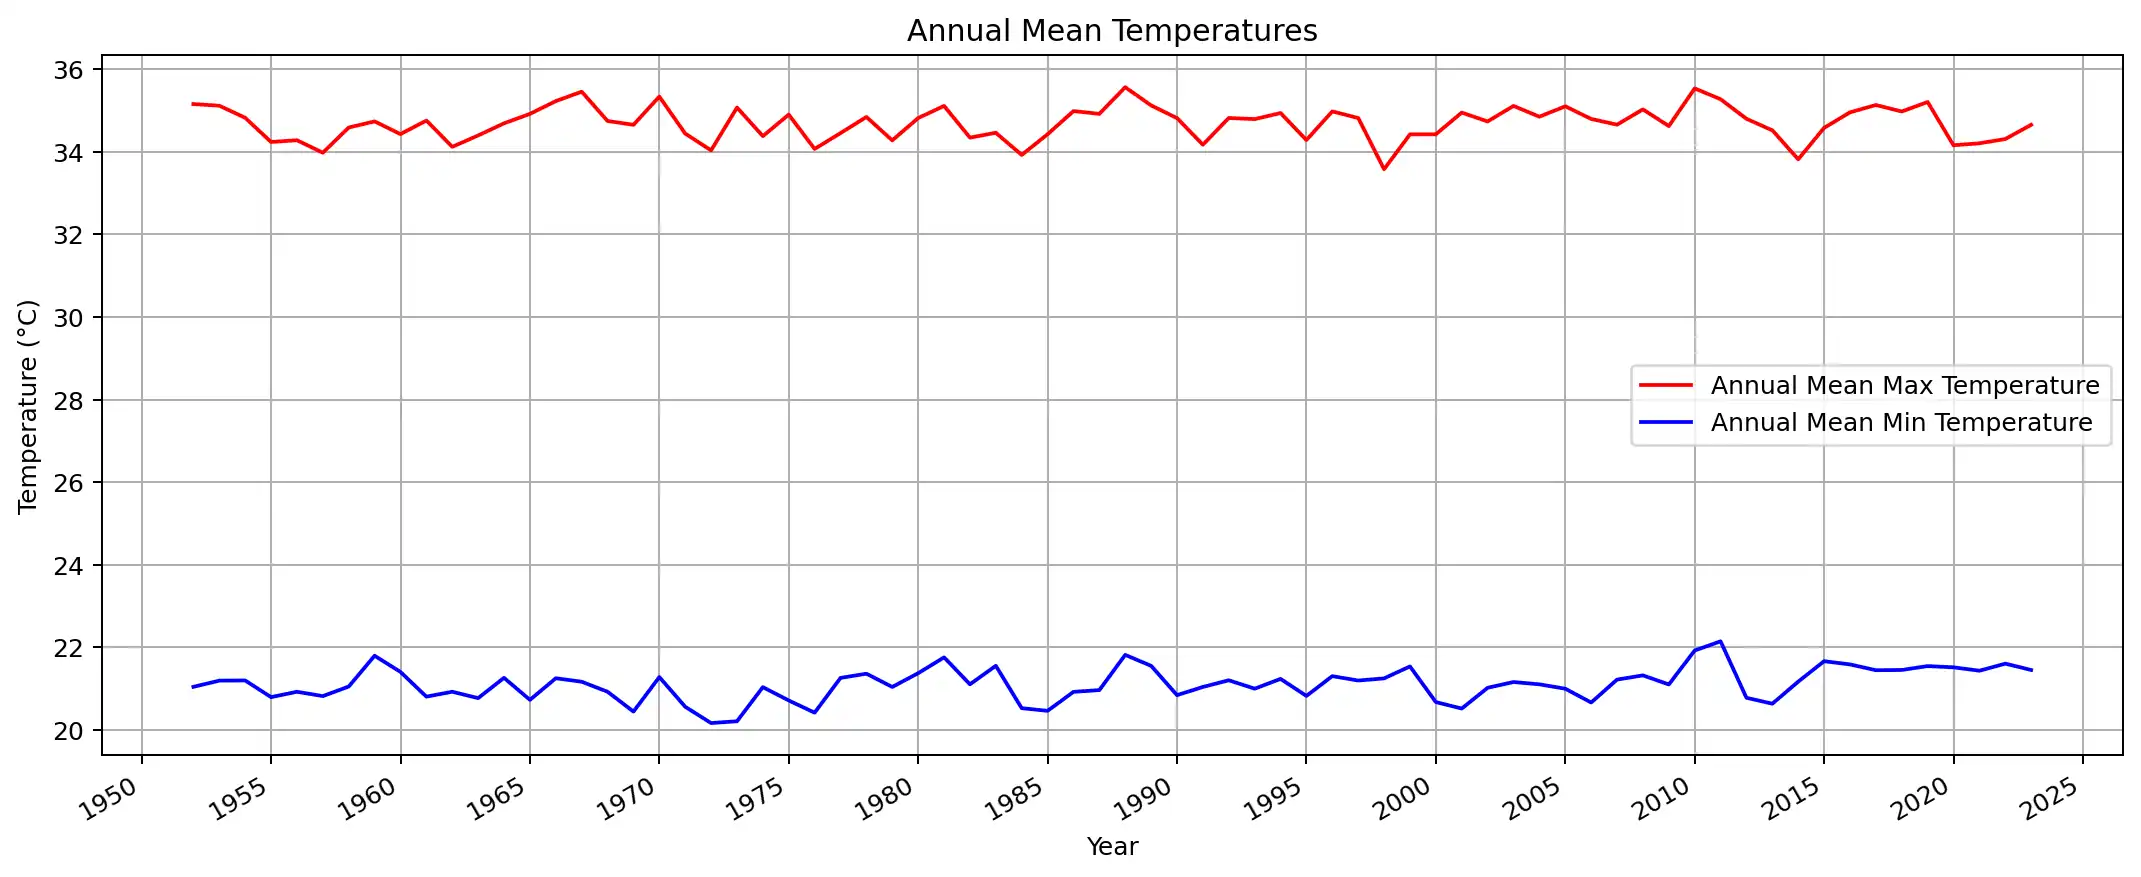 Annual Mean Temperatures
36
34
32
30
28
26
24
22
20
Temperature (°C)
Annual Mean Max Temperature
Annual Mean Min Temperature
1950 1955 1960 1965 1970 1975 1980 1985 1990 1995 2000 2005 2010 2015 2020 2025
Year